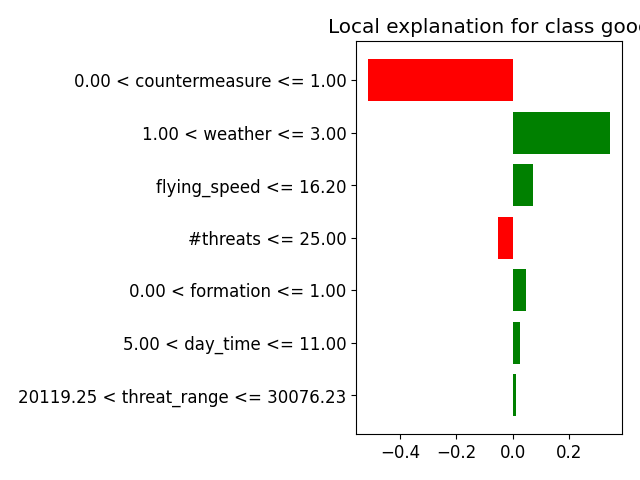 Local explanation for class good
0.00 < countermeasure <= 1.00
1.00 < weather <= 3.00
flying_speed <= 16.20
#threats <= 25.00
0.00 < formation <= 1.00
5.00 < day_time <= 11.00
20119.25 < threat_range <= 30076.23
−0.4 −0.2 0.0 0.2